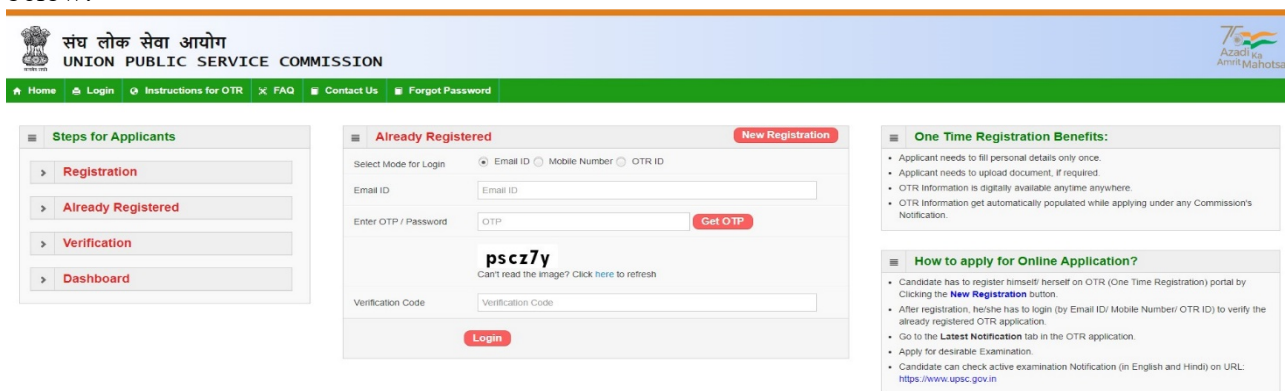 संघ लोक सेवा आयोग
UNION PUBLIC SERVICE COMMISSION
Azadi Ka
Amrit Mahotsa
Home Login Instructions for OTR FAQ Contact Us Forgot Password
Steps for Applicants
Registration
Already Registered
Verification
Dashboard
Already Registered New Registration
Select Mode for Login Email ID Mobile Number OTR ID
Email ID Email ID
Enter OTP / Password OTP Get OTP
pscz7y
Can't read the image? Click here to refresh
Verification Code Verification Code
Login
One Time Registration Benefits:
Applicant needs to fill personal details only once.
Applicant needs to upload document, if required.
OTR Information is digitally available anytime anywhere.
OTR Information get automatically populated while applying under any Commission's
Notification.
How to apply for Online Application?
Candidate has to register himself/ herself on OTR (One Time Registration) portal by
Clicking the New Registration button.
After registration, he/she has to login (by Email ID/ Mobile Number/ OTR ID) to verify the
already registered OTR application.
Go to the Latest Notification tab in the OTR application.
Apply for desirable Examination.
Candidate can check active examination Notification (in English and Hindi) on URL:
https://www.upsc.gov.in